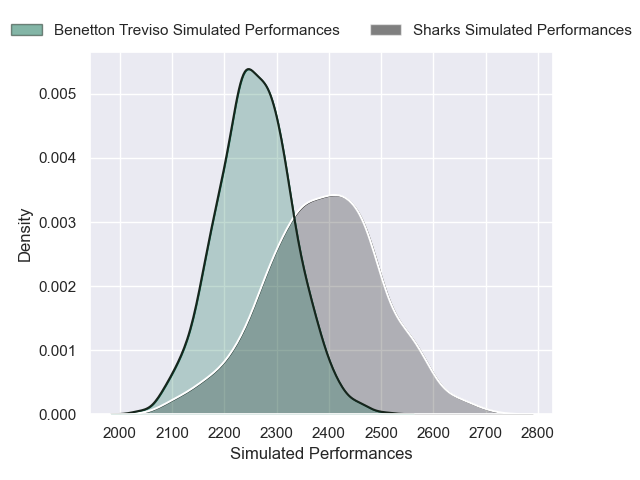 Benetton Treviso Simulated Performances
Sharks Simulated Performances
Density
0.005
0.004
0.003
0.002
0.001
0.000
2000 2100 2200 2300 2400 2500 2600 2700 2800
Simulated Performances